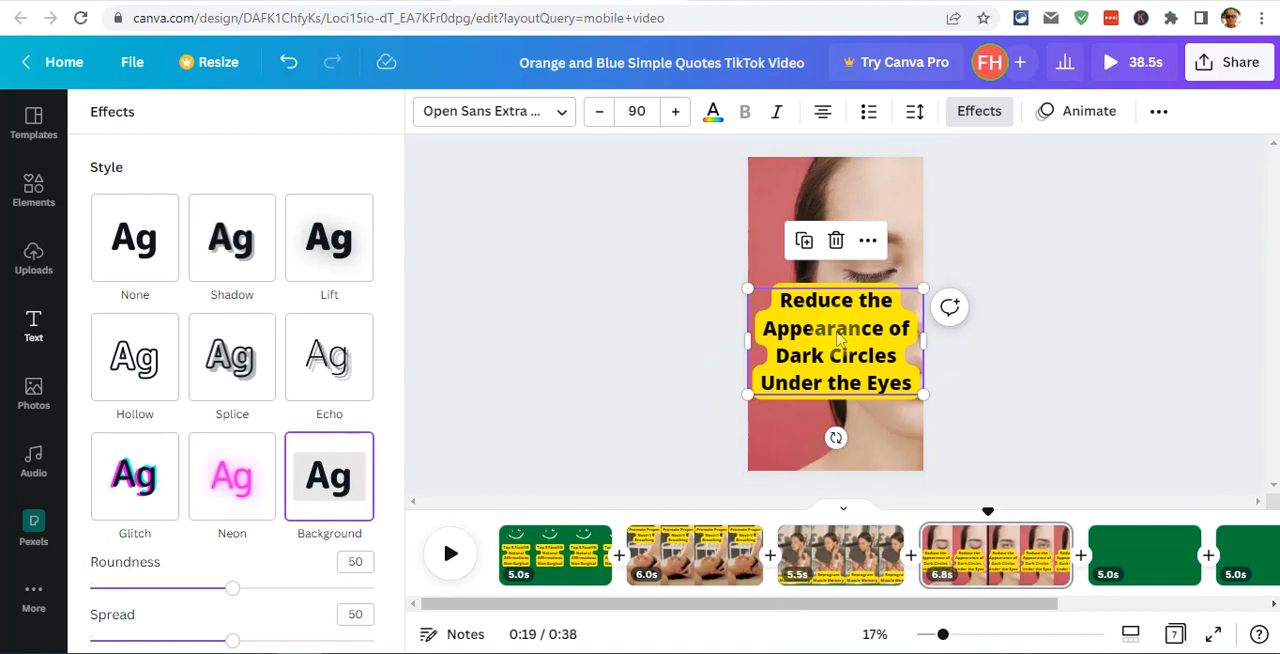 canva.com/design/DAFK1ChfyKs/Loci15io-dT_EA7KFr0dpg/edit?layoutQuery=mobile+video
Home
File
Resize
Orange and Blue Simple Quotes TikTok Video
Try Canva Pro
FH
+
38.5s
Share
Templates
Elements
Uploads
Text
Photos
Audio
Pexels
More
Effects
Style
Ag
None
Ag
Shadow
Ag
Lift
Ag
Hollow
Ag
Splice
Ag
Echo
Ag
Glitch
Ag
Neon
Ag
Background
Roundness
50
Spread
50
Open Sans Extra ...
− 90 +
A
B
I
Effects
Animate
Reduce the
Appearance of
Dark Circles
Under the Eyes
5.0s
6.0s
5.5s
6.8s
5.0s
5.0s
Notes
0:19 / 0:38
17%
7
?